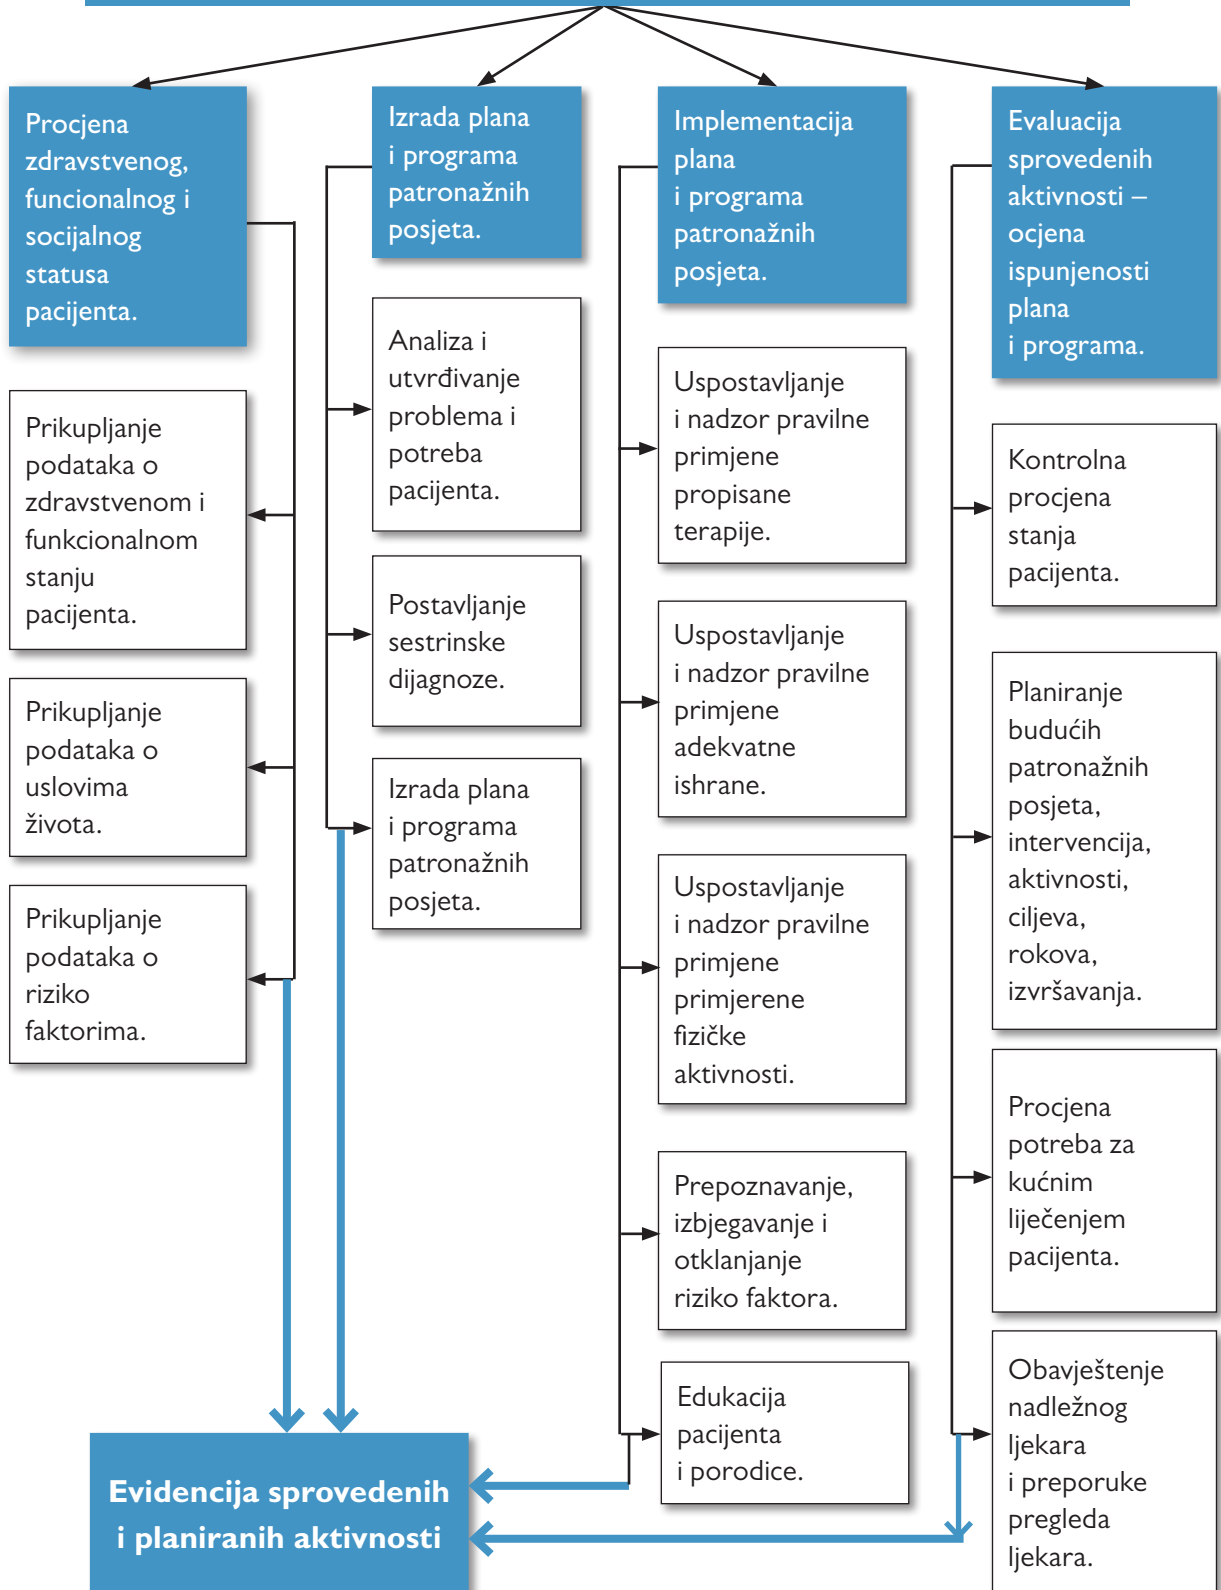 Procjena
zdravstvenog,
funcionalnog i
socijalnog
statusa
pacijenta.
Prikupljanje
podataka o
zdravstvenom i
funkcionalnom
stanju
pacijenta.
Prikupljanje
podataka o
uslovima
života.
Prikupljanje
podataka o
riziko
faktorima.
Izrada plana
i programa
patronažnih
posjeta.
Analiza i
utvrđivanje
problema i
potreba
pacijenta.
Postavljanje
sestrinske
dijagnoze.
Izrada plana
i programa
patronažnih
posjeta.
Implementacija
plana
i programa
patronažnih
posjeta.
Uspostavljanje
i nadzor pravilne
primjene
propisane
terapije.
Uspostavljanje
i nadzor pravilne
primjene
adekvatne
ishrane.
Uspostavljanje
i nadzor pravilne
primjene
primjerene
fizičke
aktivnosti.
Prepoznavanje,
izbjegavanje i
otklanjanje
riziko faktora.
Edukacija
pacijenta
i porodice.
Evaluacija
sprovedenih
aktivnosti –
ocjena
ispunjenosti
plana
i programa.
Kontrolna
procjena
stanja
pacijenta.
Planiranje
budućih
patronažnih
posjeta,
intervencija,
aktivnosti,
ciljeva,
rokova,
izvršavanja.
Procjena
potreba za
kućnim
liječenjem
pacijenta.
Obavještenje
nadležnog
ljekara
i preporuke
pregleda
ljekara.
Evidencija sprovedenih
i planiranih aktivnosti